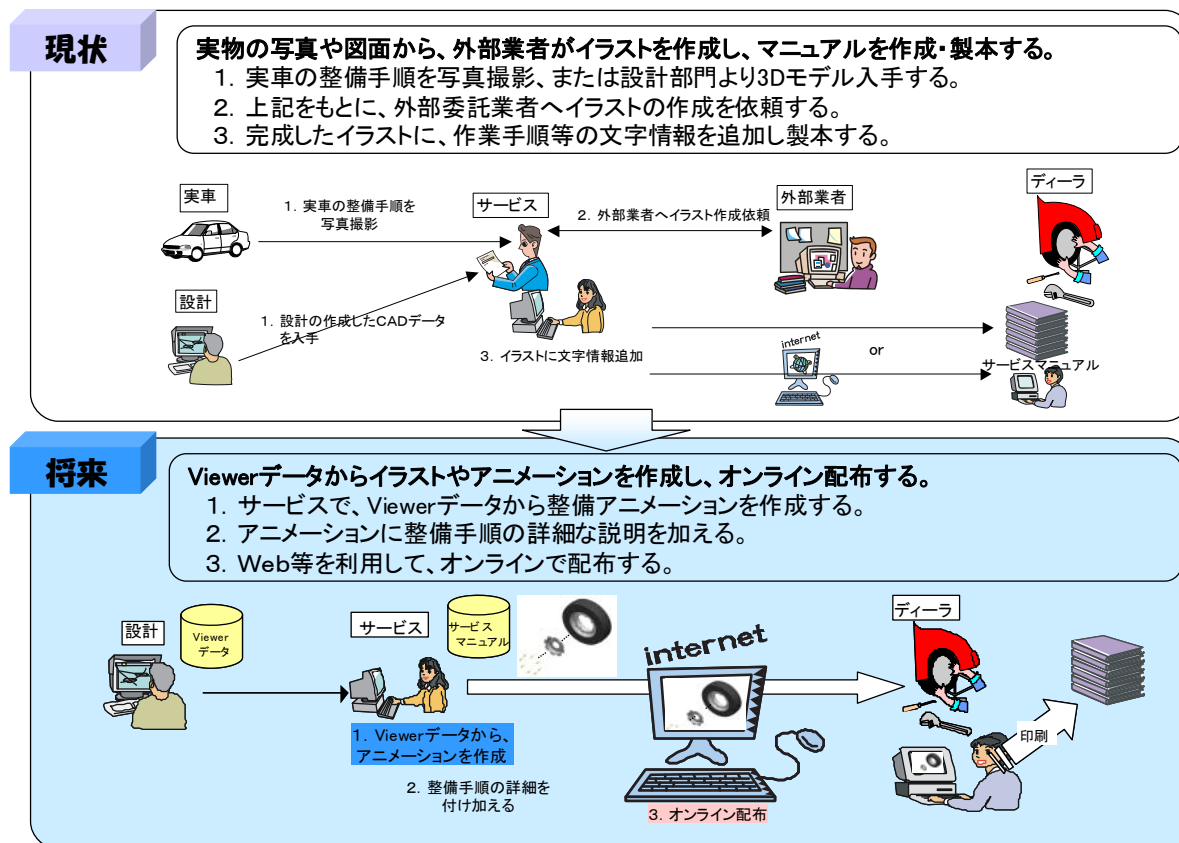 現状
実物の写真や図面から、外部業者がイラストを作成し、マニュアルを作成・製本する。
1. 実車の整備手順を写真撮影、または設計部門より3Dモデル入手する。
2. 上記をもとに、外部委託業者へイラストの作成を依頼する。
3. 完成したイラストに、作業手順等の文字情報を追加し製本する。
実車
1. 実車の整備手順を
写真撮影
サービス
2. 外部業者へイラスト作成依頼
外部業者
ディーラ
設計
1. 設計の作成したCADデータ
を入手
3. イラストに文字情報追加
internet
or
サービスマニュアル
将来
Viewerデータからイラストやアニメーションを作成し、オンライン配布する。
1. サービスで、Viewerデータから整備アニメーションを作成する。
2. アニメーションに整備手順の詳細な説明を加える。
3. Web等を利用して、オンラインで配布する。
設計
Viewer
データ
サービス
サービス
マニュアル
internet
ディーラ
1. Viewerデータから、
アニメーションを作成
2. 整備手順の詳細を
付け加える
3. オンライン配布
印刷